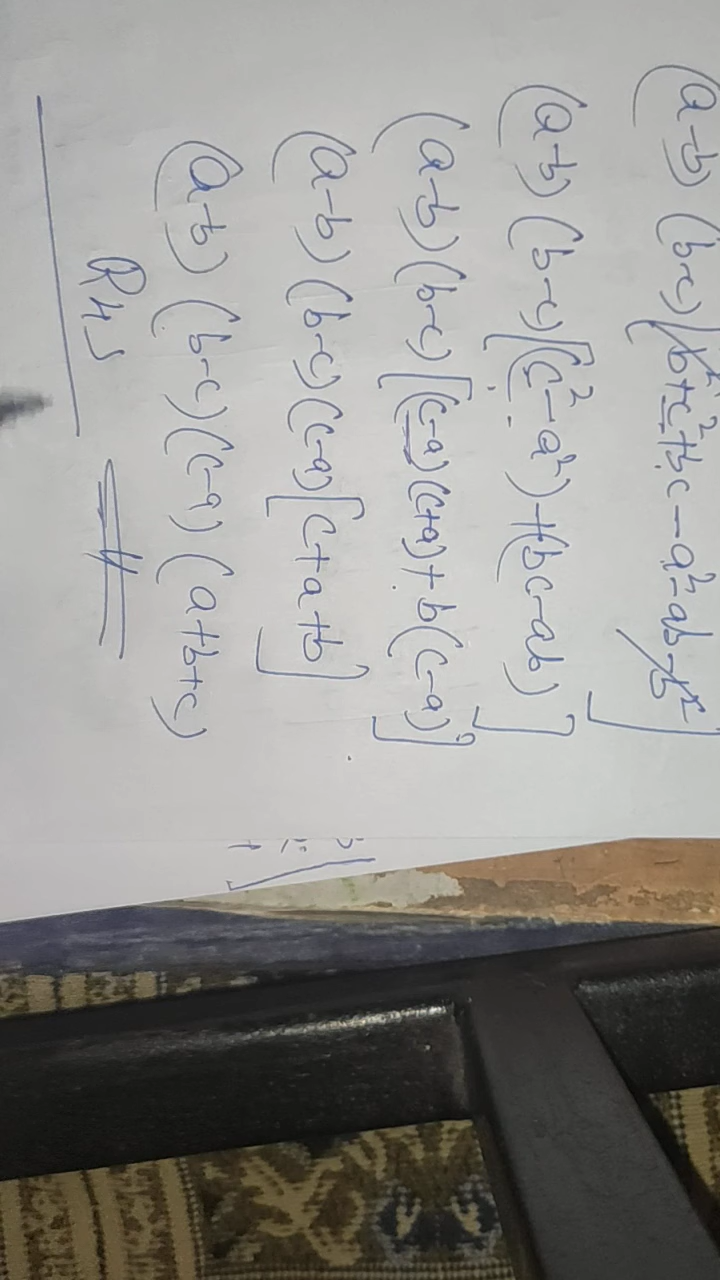 (a-b) (b-c) [b²+c²+bc-a²-ab-b²]
(a-b) (b-c) [(c²-a²)+(bc-ab)]
(a-b) (b-c) [(c-a)(c+a)+b(c-a)]
(a-b) (b-c) (c-a) [c+a+b]
(a-b) (b-c) (c-a) (a+b+c)
RHS